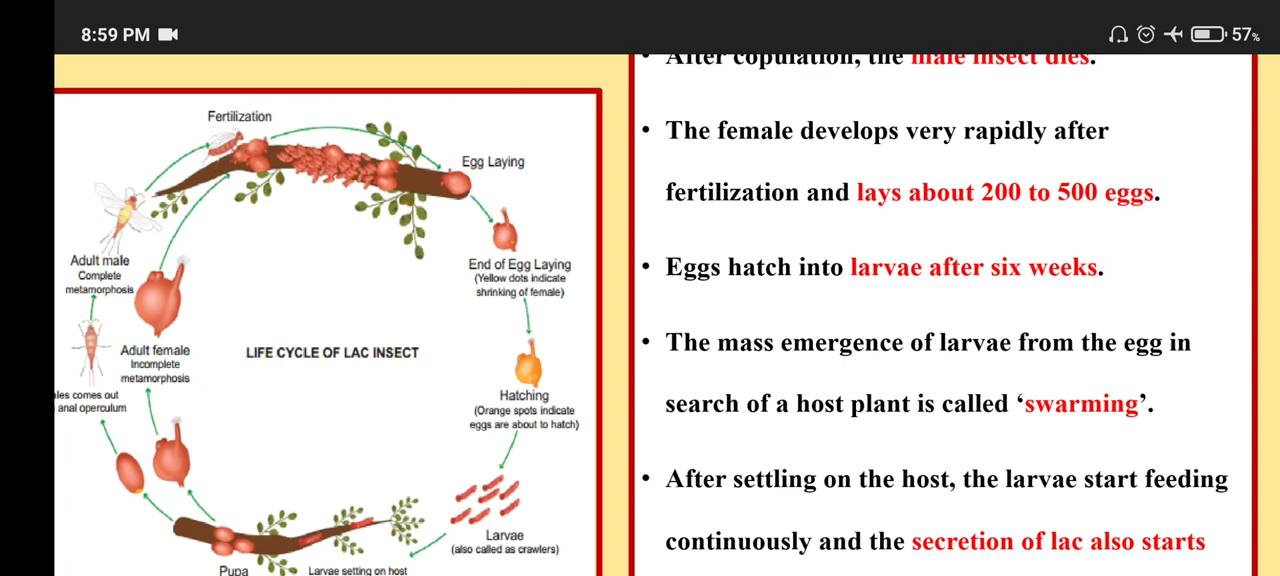 8:59 PM
57%
Fertilization
Egg Laying
End of Egg Laying
(Yellow dots indicate
shrinking of female)
Hatching
(Orange spots indicate
eggs are about to hatch)
Larvae
(also called as crawlers)
Larvae setting on host
Pupa
les comes out
anal operculum
Adult female
Incomplete
metamorphosis
Adult male
Complete
metamorphosis
LIFE CYCLE OF LAC INSECT
• After copulation, the male insect dies.
• The female develops very rapidly after
fertilization and lays about 200 to 500 eggs.
• Eggs hatch into larvae after six weeks.
• The mass emergence of larvae from the egg in
search of a host plant is called ‘swarming’.
• After settling on the host, the larvae start feeding
continuously and the secretion of lac also starts